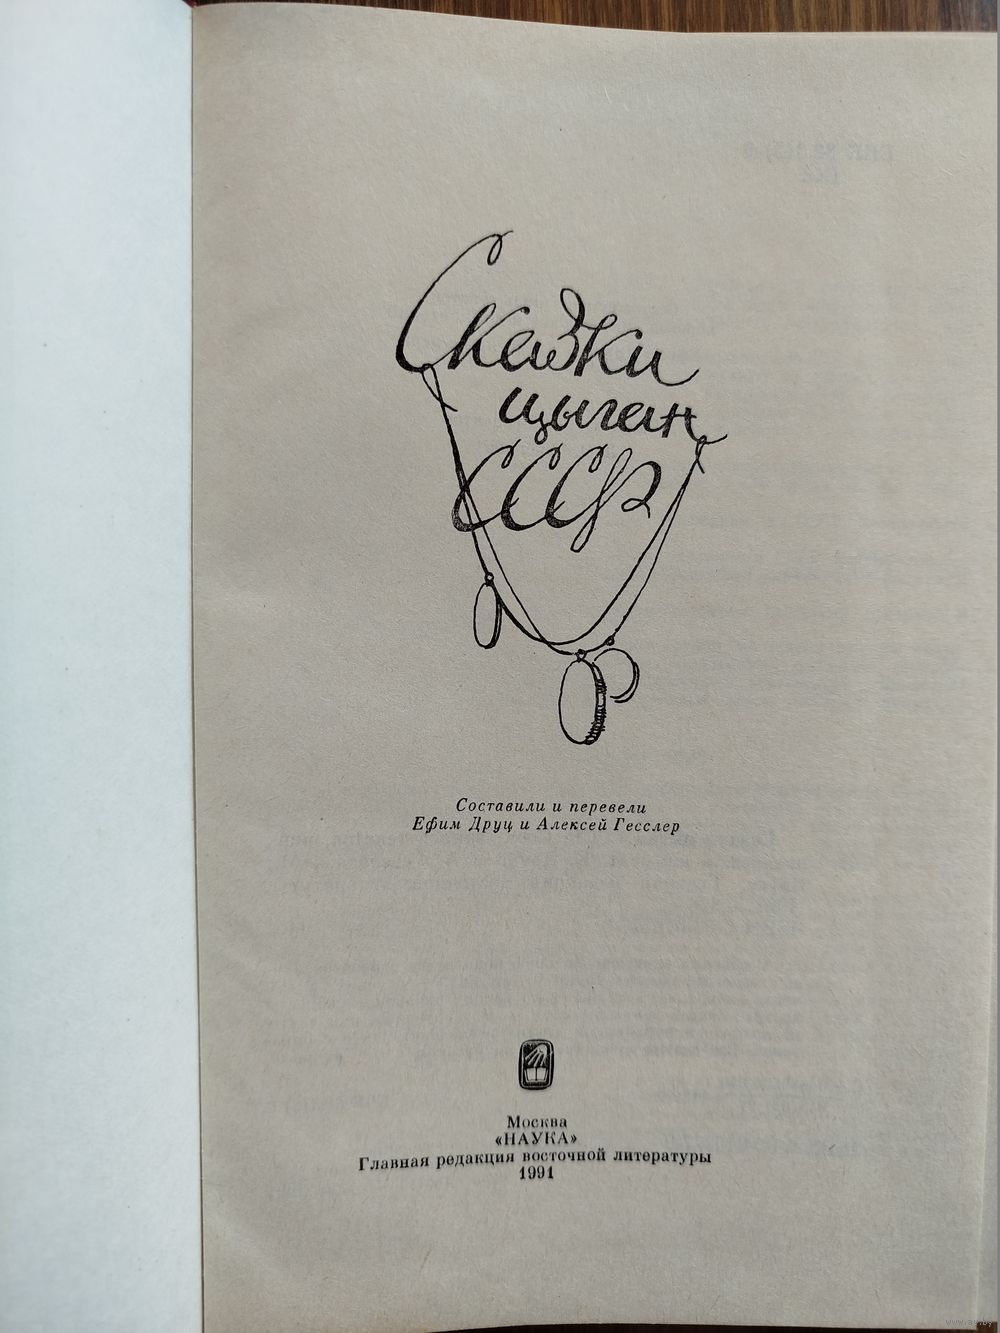 Сказки
цыган
СССР
Составили и перевели
Ефим Друц и Алексей Гесслер
Москва
«НАУКА»
Главная редакция восточной литературы
1991